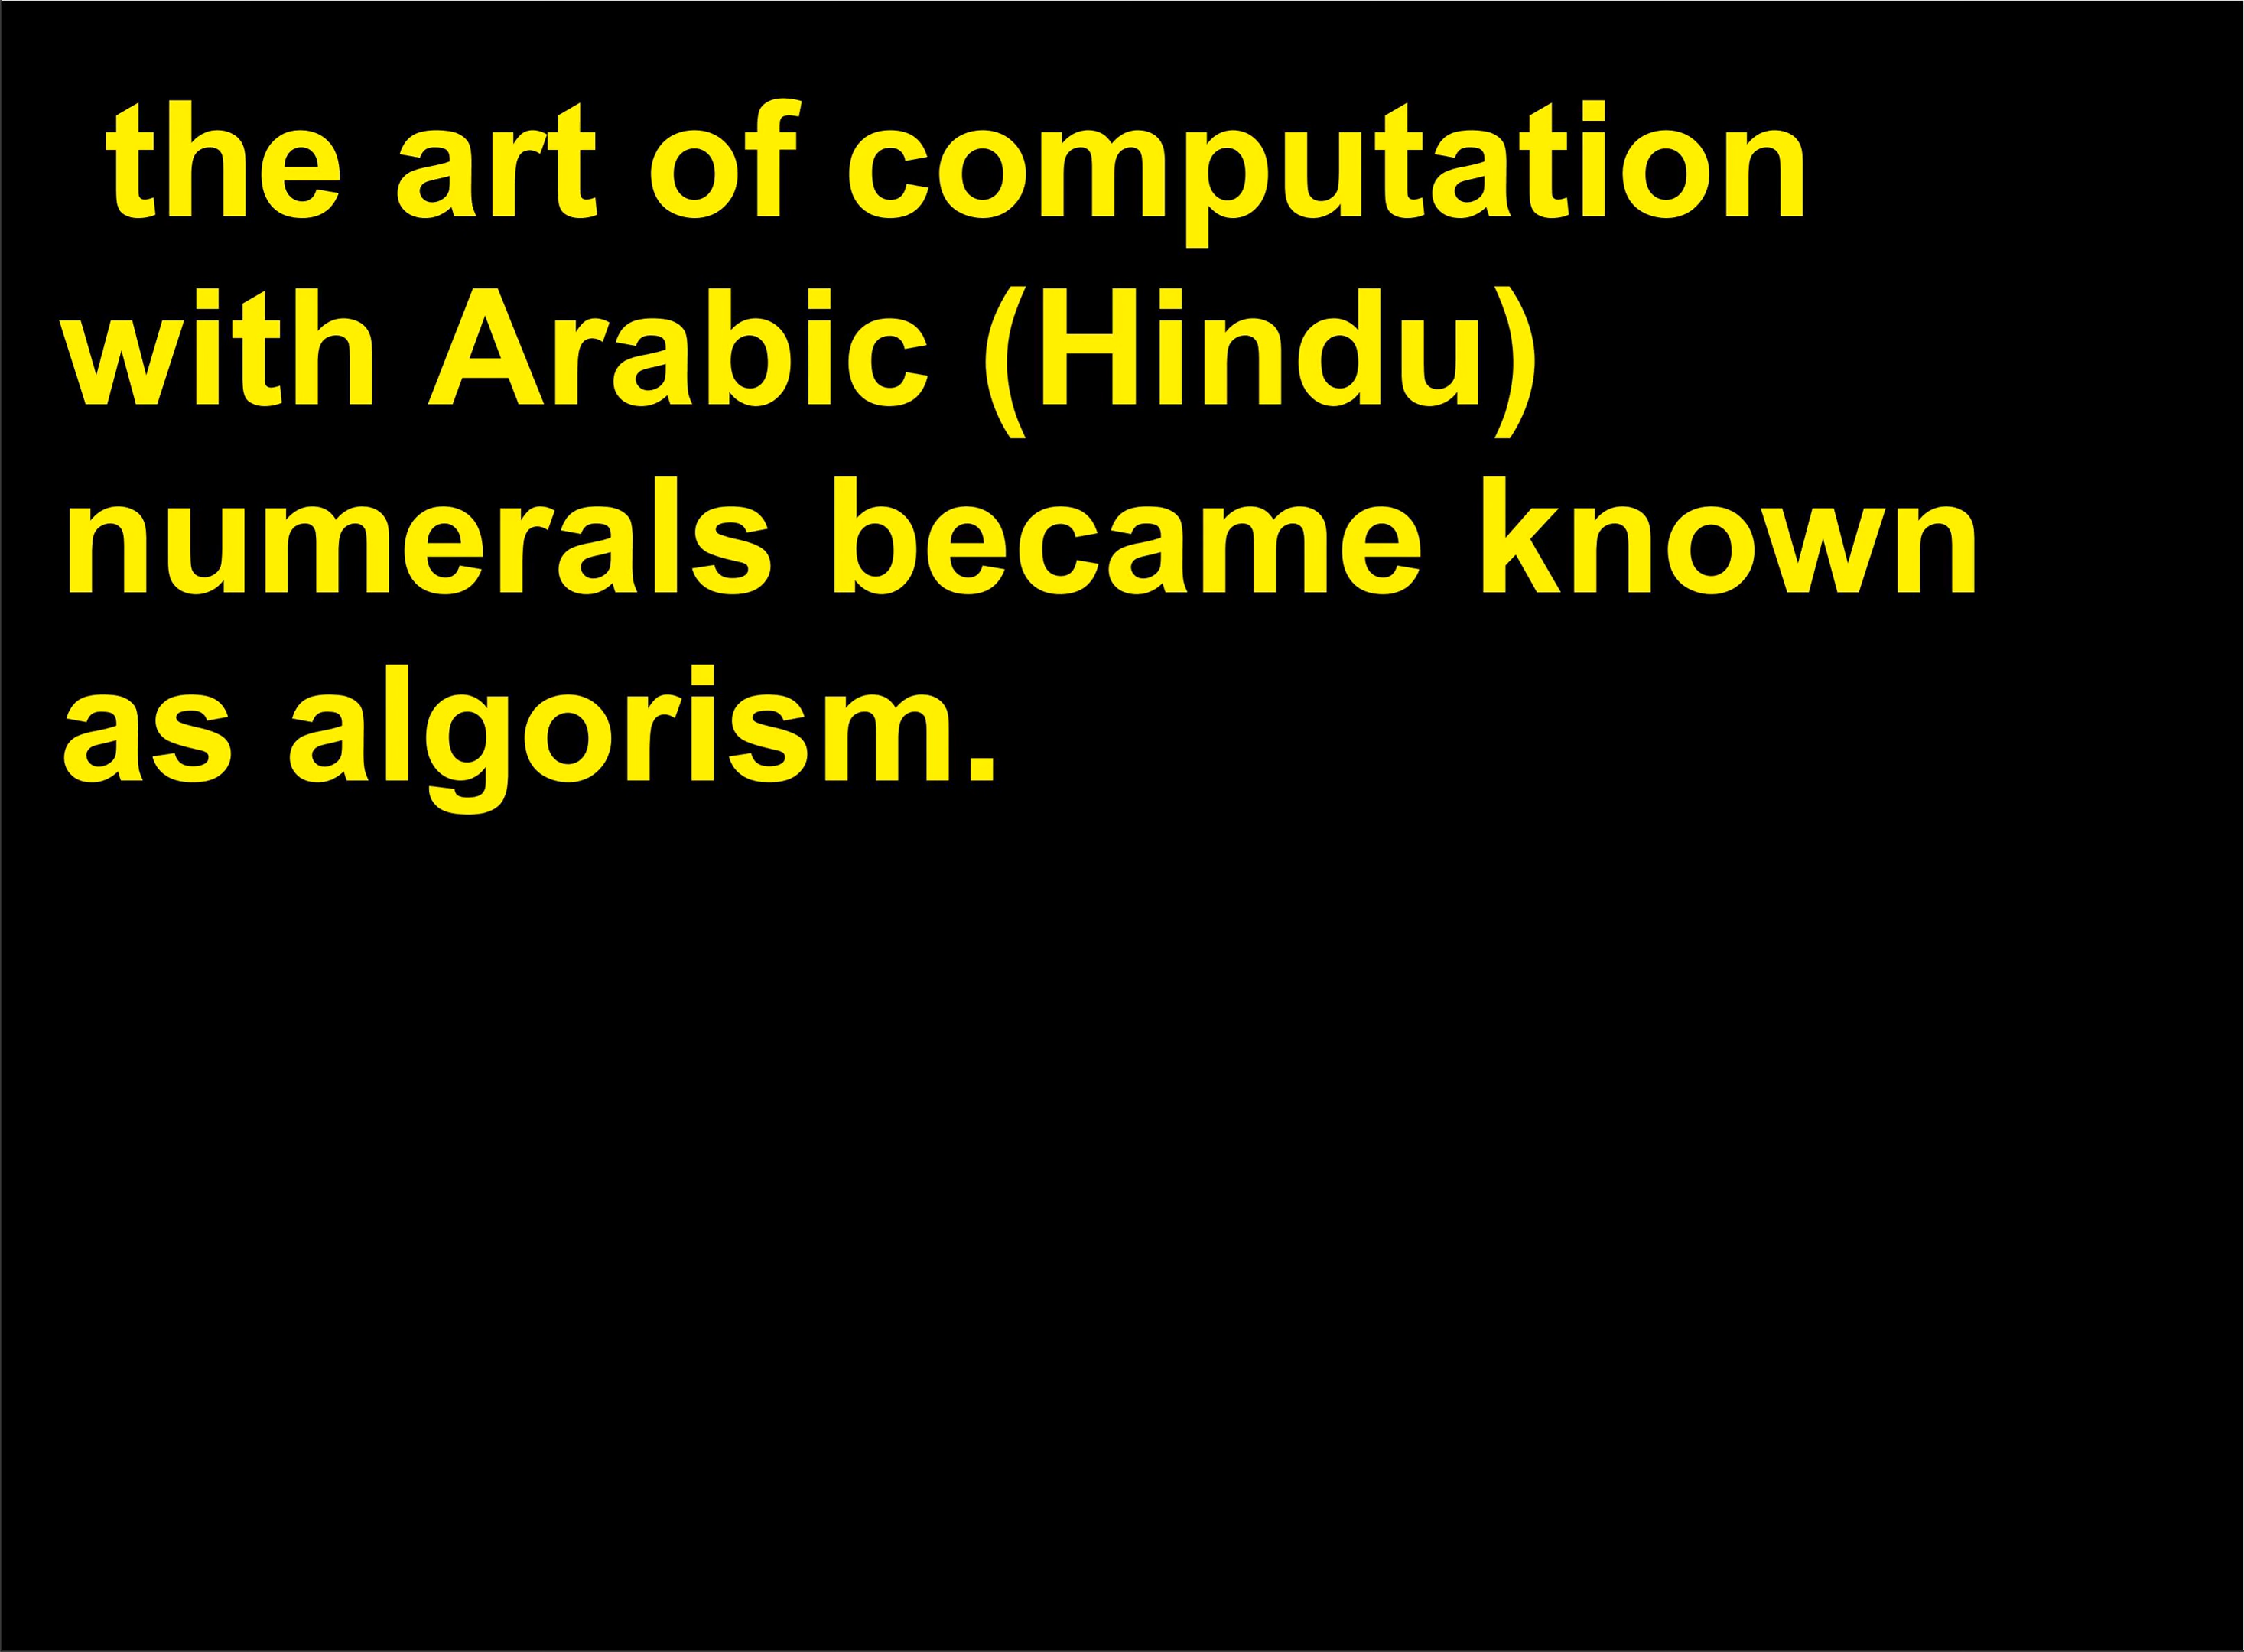 the art of computation
with Arabic (Hindu)
numerals became known
as algorism.